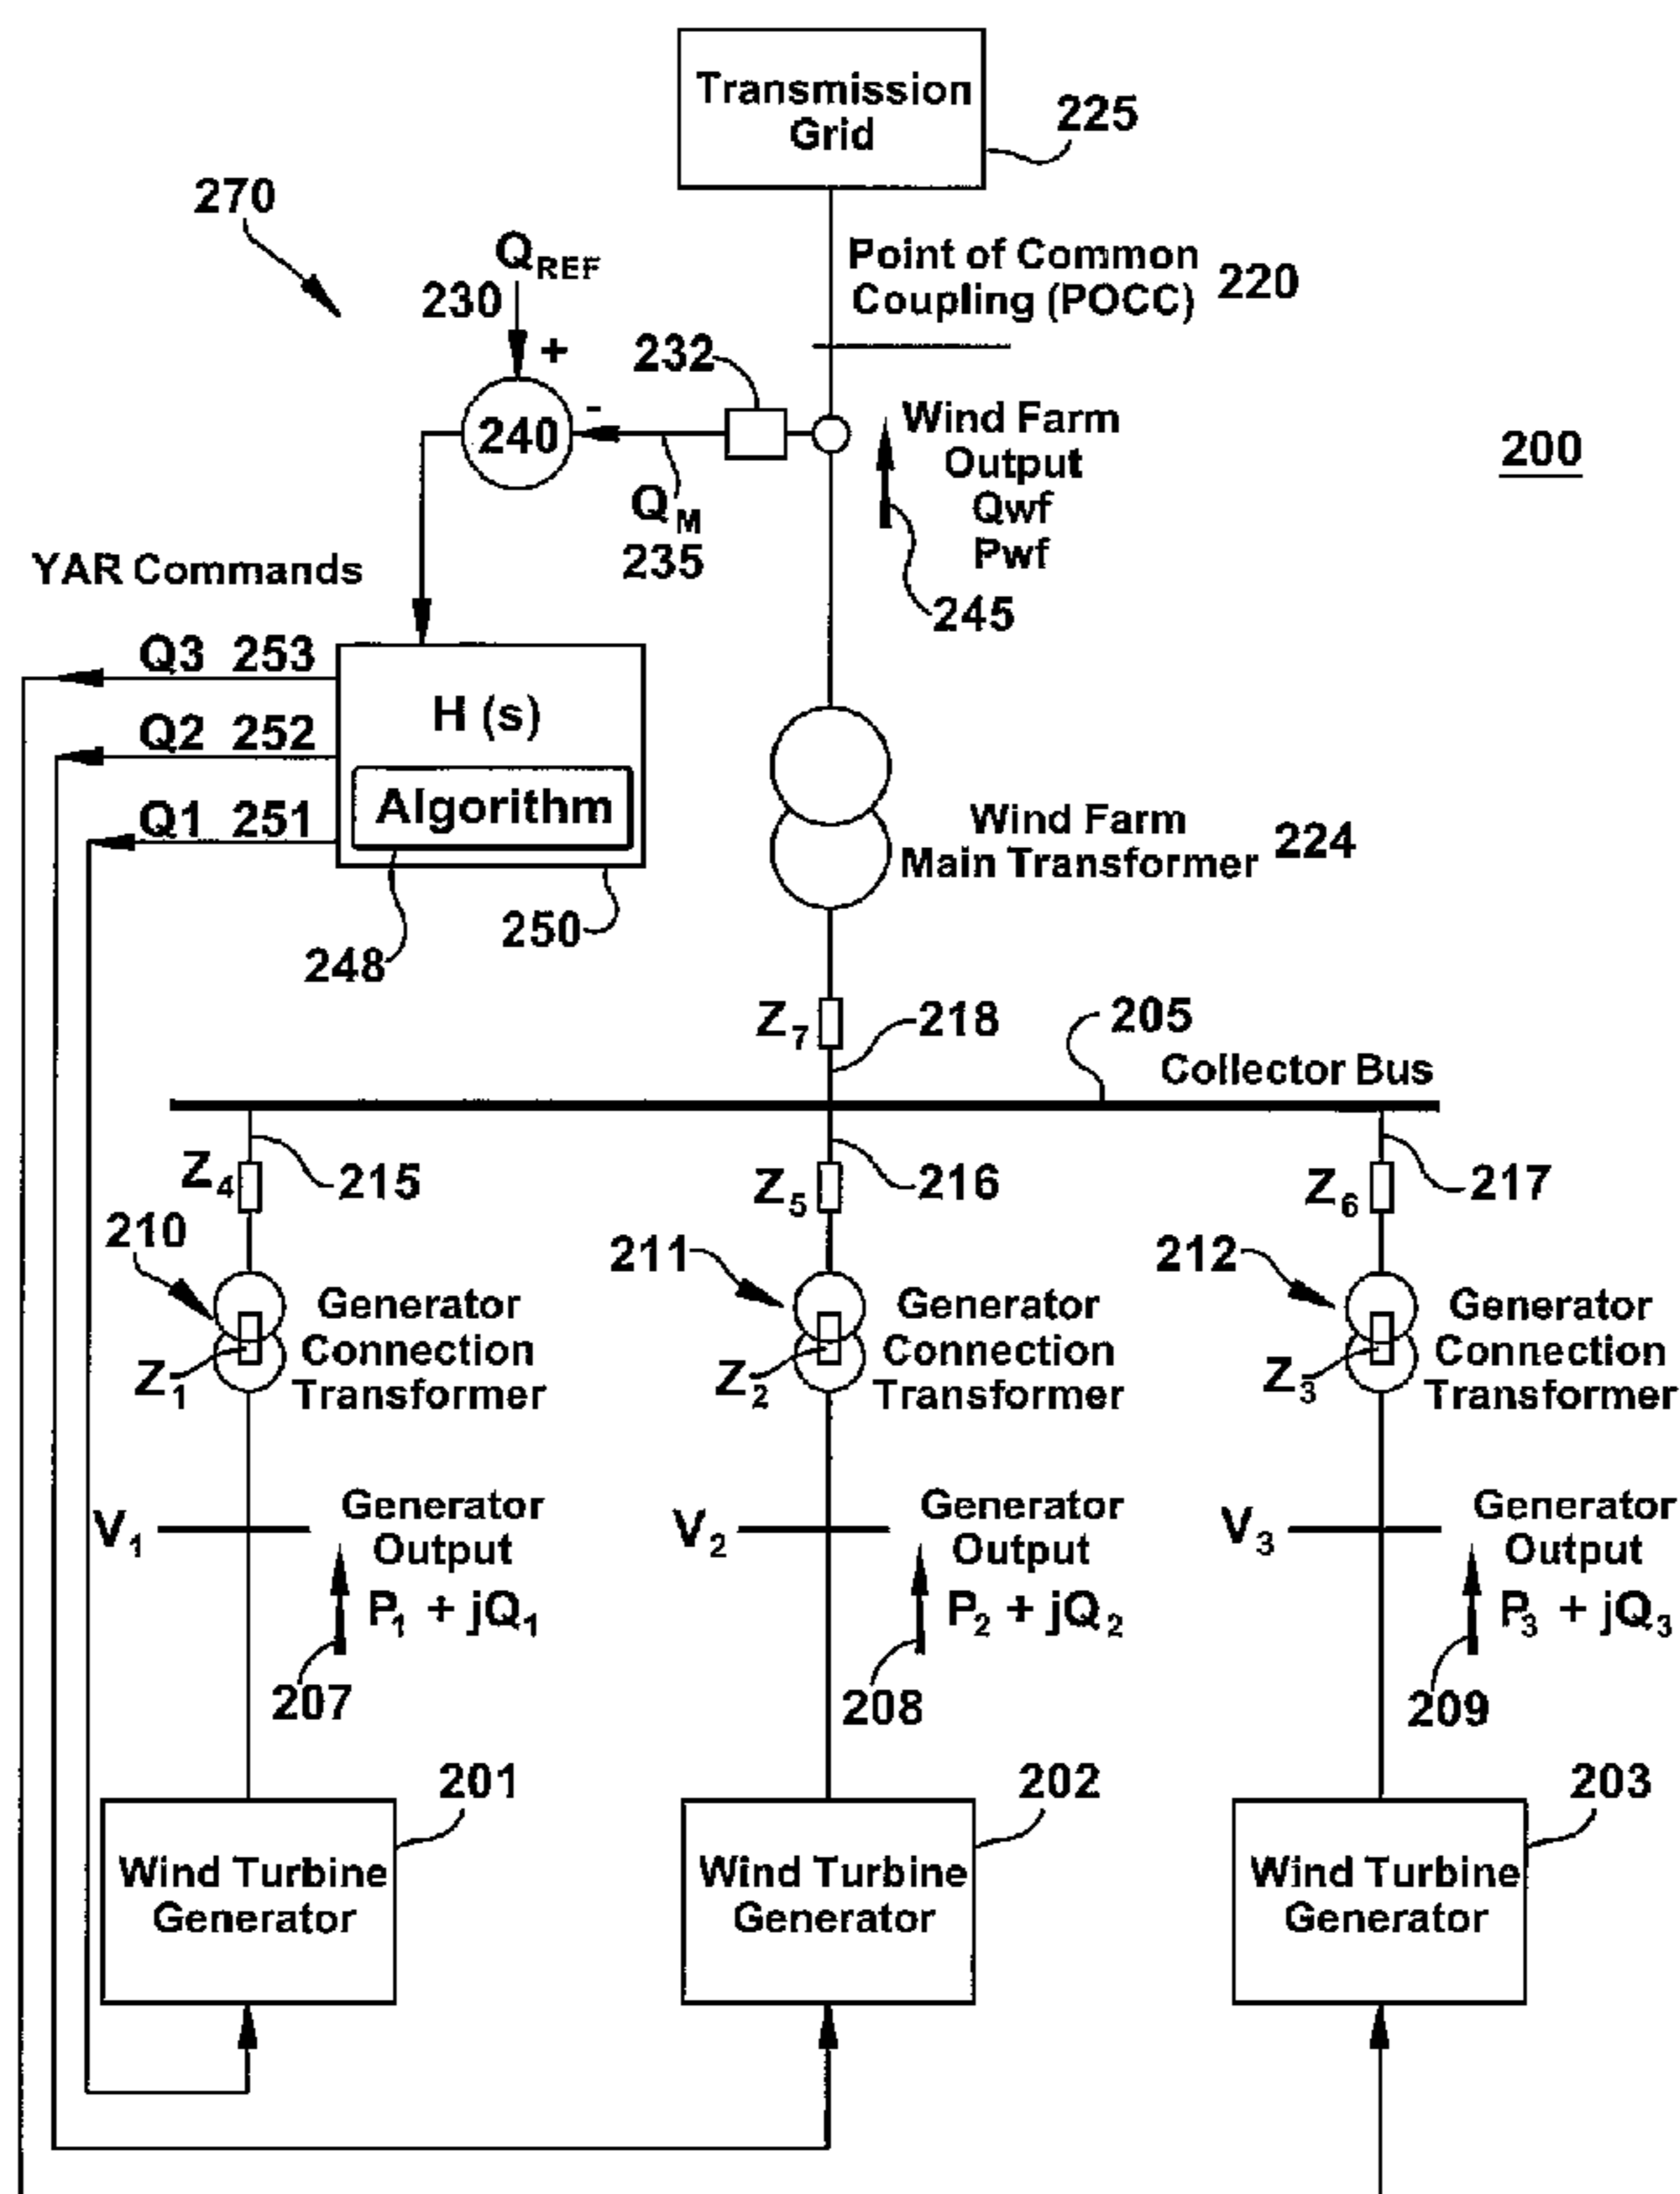 Transmission
Grid
225
270
QREF
230
+
Point of Common
Coupling (POCC)
220
232
240
-
QM
235
Wind Farm
Output
Qwf
Pwf
245
200
YAR Commands
Q3 253
Q2 252
Q1 251
H (s)
Algorithm
248
250
Wind Farm
Main Transformer
224
Z7
218
205
Collector Bus
Z4
215
Z5
216
Z6
217
210
Z1
Generator
Connection
Transformer
211
Z2
Generator
Connection
Transformer
212
Z3
Generator
Connection
Transformer
V1
Generator
Output
P1 + jQ1
207
V2
Generator
Output
P2 + jQ2
208
V3
Generator
Output
P3 + jQ3
209
201
Wind Turbine
Generator
202
Wind Turbine
Generator
203
Wind Turbine
Generator